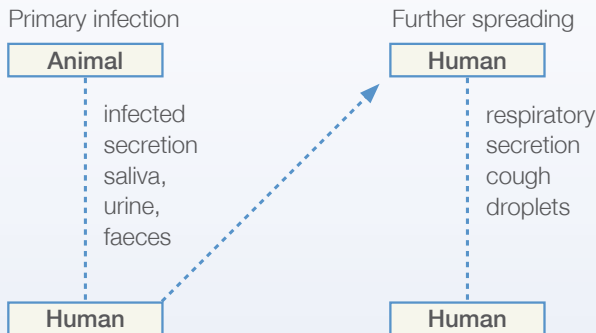 Primary infection
Animal
infected
secretion
saliva,
urine,
faeces
Human
Further spreading
Human
respiratory
secretion
cough
droplets
Human